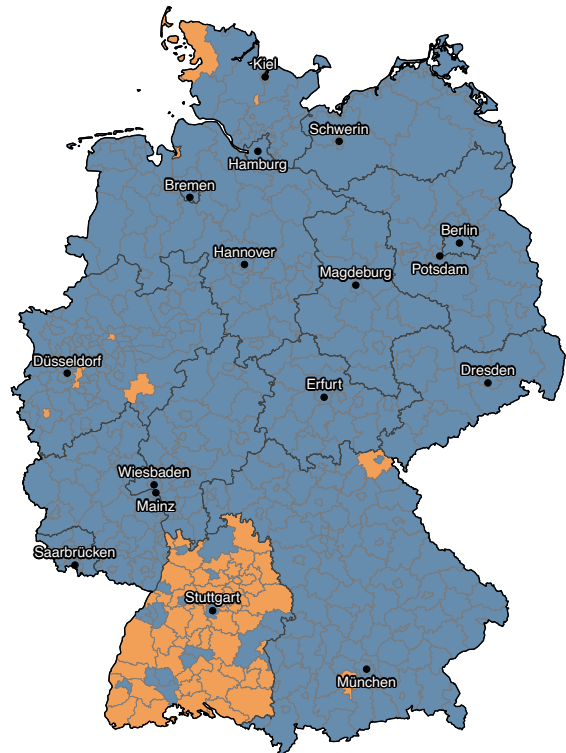 Kiel
Schwerin
Hamburg
Bremen
Berlin
Hannover
Potsdam
Magdeburg
Düsseldorf
Dresden
Erfurt
Wiesbaden
Mainz
Saarbrücken
Stuttgart
München